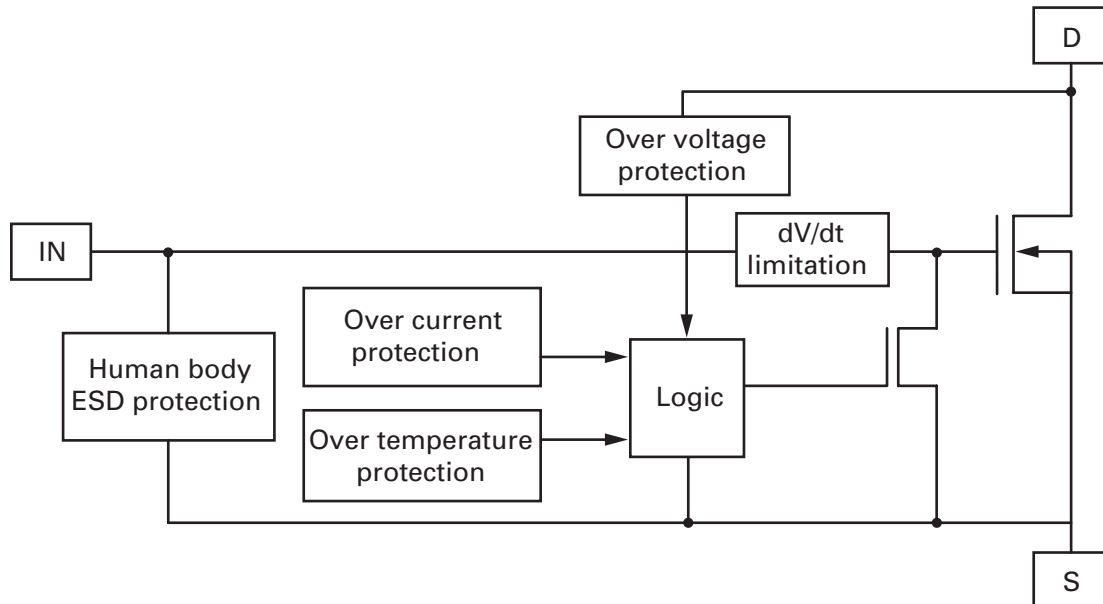 D
Over voltage
protection
IN
dV/dt
limitation
Over current
protection
Human body
ESD protection
Logic
Over temperature
protection
S